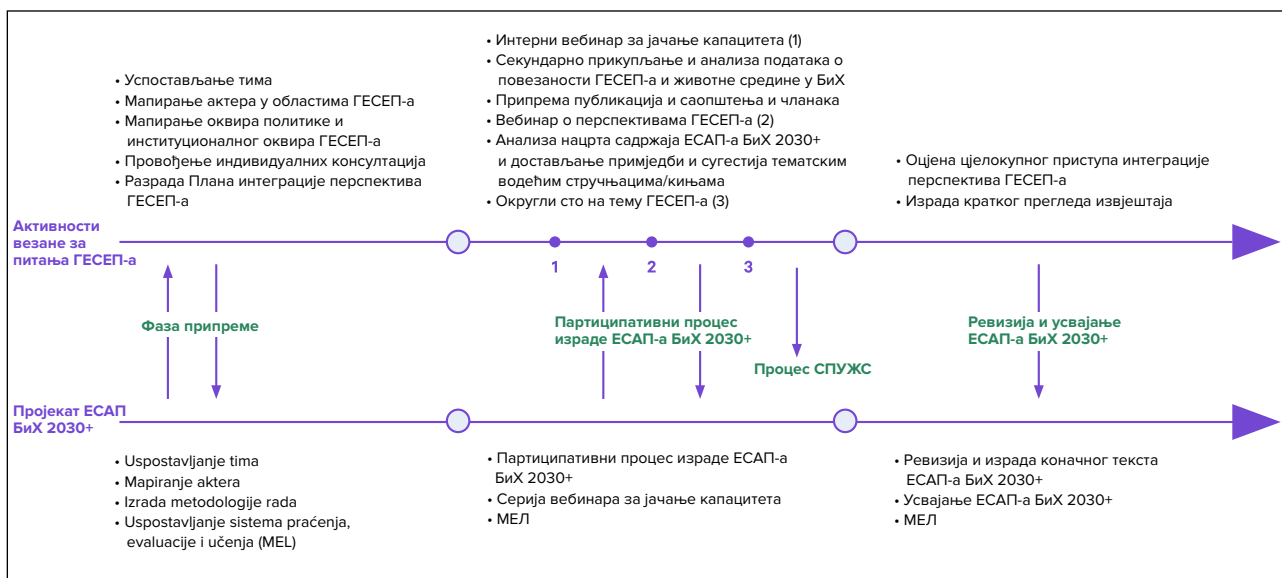 • Успостављање тима
• Мапирање актера у областима ГЕСЕП-а
• Мапирање оквира политике и
институционалног оквира ГЕСЕП-а
• Провођење индивидуалних консултација
• Разрада Плана интеграције перспектива
ГЕСЕП-а
• Интерни вебинар за јачање капацитета (1)
• Секундарно прикупљање и анализа података о
повезаности ГЕСЕП-а и животне средине у БиХ
• Припрема публикација и саопштења и чланака
• Вебинар о перспективама ГЕСЕП-а (2)
• Анализа нацрта садржаја ЕСАП-а БиХ 2030+
и достављање примједби и сугестија тематским
водећим стручњацима/кињама
• Округли сто на тему ГЕСЕП-а (3)
• Оцјена цјелокупног приступа интеграције
перспектива ГЕСЕП-а
• Израда кратког прегледа извјештаја
Активности
везане за
питања ГЕСЕП-а
1
2
3
Фаза припреме
Партиципативни процес
израде ЕСАП-а БиХ 2030+
Процес СПУЖС
Ревизија и усвајање
ЕСАП-а БиХ 2030+
Пројекат ЕСАП
БиХ 2030+
• Uspostavljanje tima
• Mapiranje aktera
• Izrada metodologije rada
• Uspostavljanje sistema praćenja,
evaluacije i učenja (MEL)
• Партиципативни процес израде ЕСАП-а
БиХ 2030+
• Серија вебинара за јачање капацитета
• МЕЛ
• Ревизија и израда коначног текста
ЕСАП-а БиХ 2030+
• Усвајање ЕСАП-а БиХ 2030+
• МЕЛ